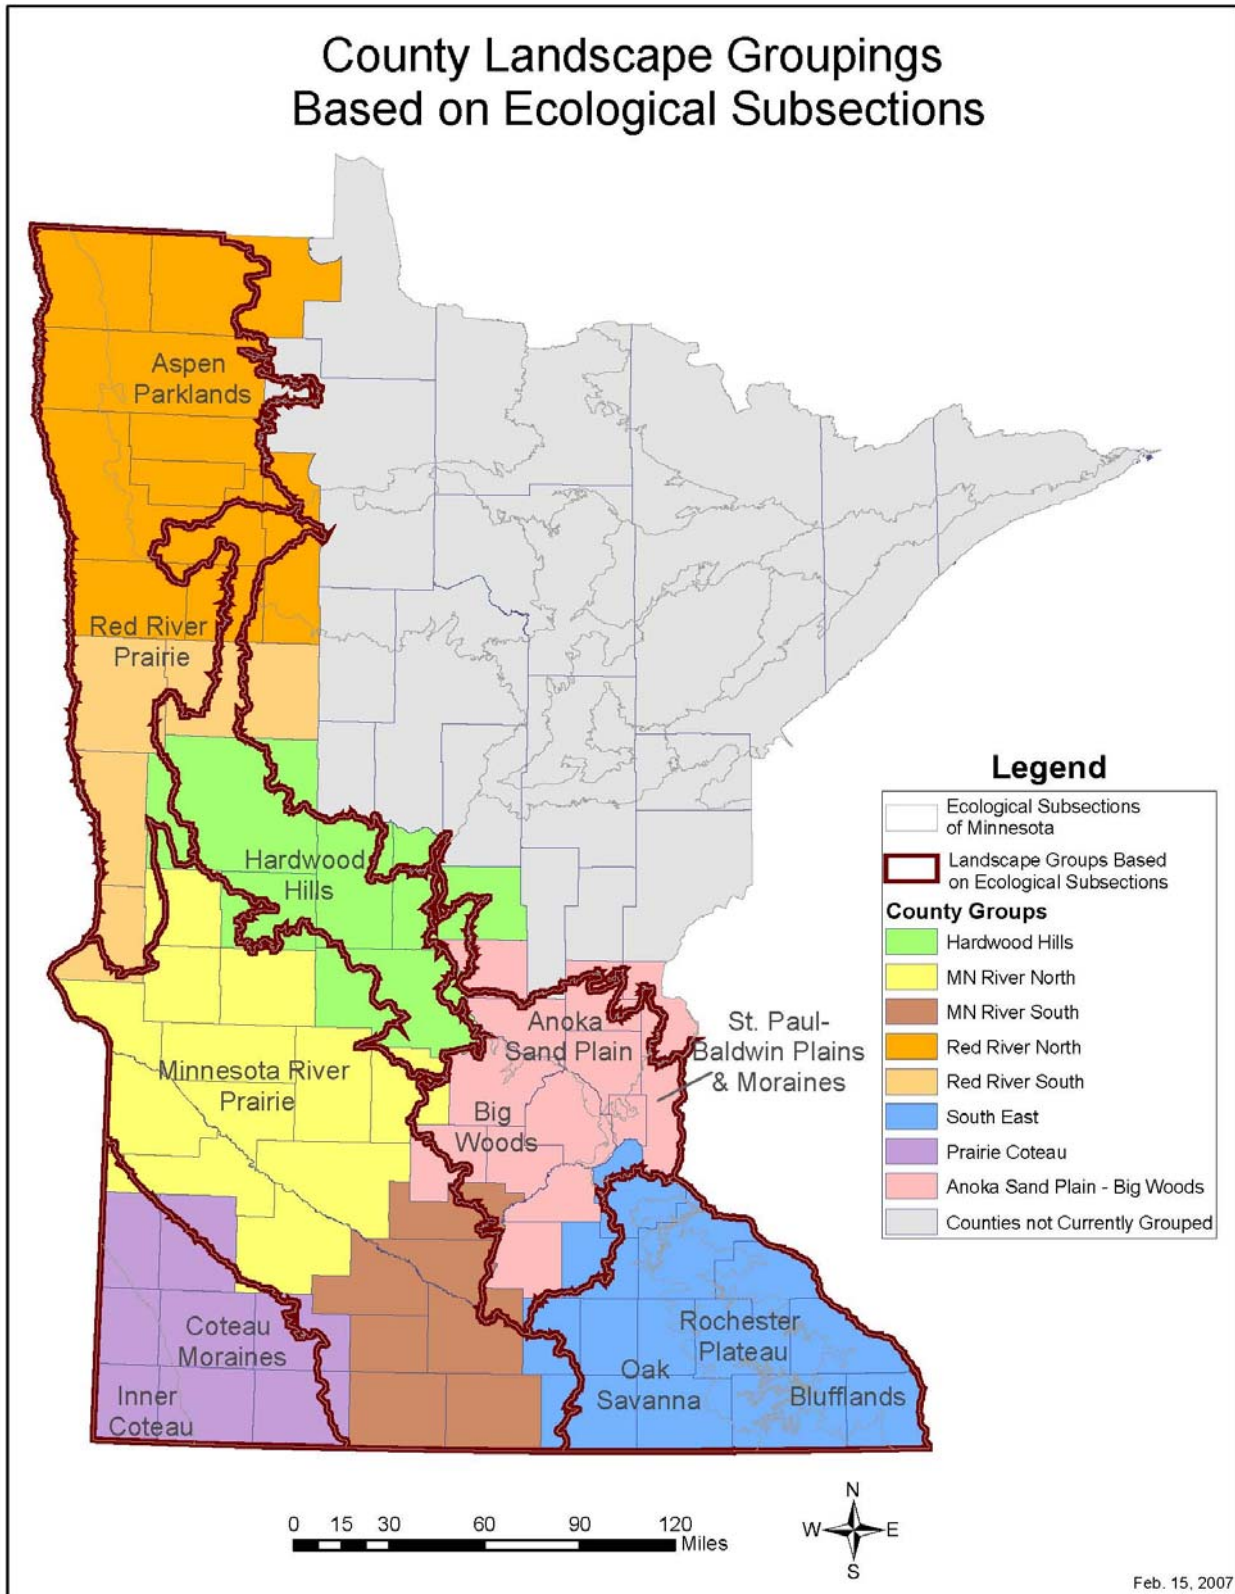 County Landscape Groupings
Based on Ecological Subsections
Aspen
Parklands
Red River
Prairie
Hardwood
Hills
Minnesota River
Prairie
Anoka
Sand Plain
St. Paul-
Baldwin Plains
& Moraines
Big
Woods
Coteau
Moraines
Inner
Coteau
Rochester
Plateau
Oak
Savanna
Blufflands
Legend
Ecological Subsections
of Minnesota
Landscape Groups Based
on Ecological Subsections
County Groups
Hardwood Hills
MN River North
MN River South
Red River North
Red River South
South East
Prairie Coteau
Anoka Sand Plain - Big Woods
Counties not Currently Grouped
0 15 30 60 90 120
Miles
N
W E
S
Feb. 15, 2007